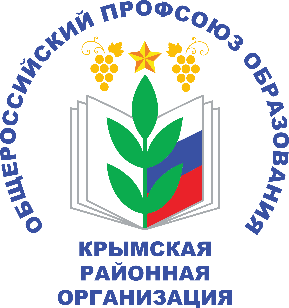 ОБЩЕРОССИЙСКИЙ ПРОФСОЮЗ ОБРАЗОВАНИЯ
КРЫМСКАЯ
РАЙОННАЯ
ОРГАНИЗАЦИЯ